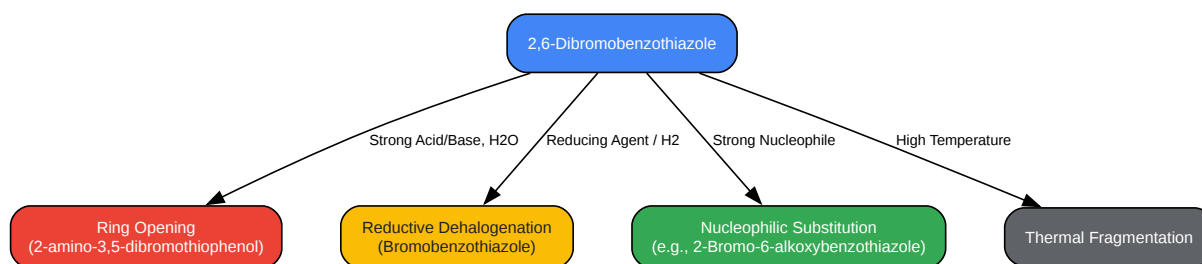 2,6-Dibromobenzothiazole
Strong Acid/Base, H2O
Reducing Agent / H2
Strong Nucleophile
High Temperature
Ring Opening
(2-amino-3,5-dibromothiophenol)
Reductive Dehalogenation
(Bromobenzothiazole)
Nucleophilic Substitution
(e.g., 2-Bromo-6-alkoxybenzothiazole)
Thermal Fragmentation